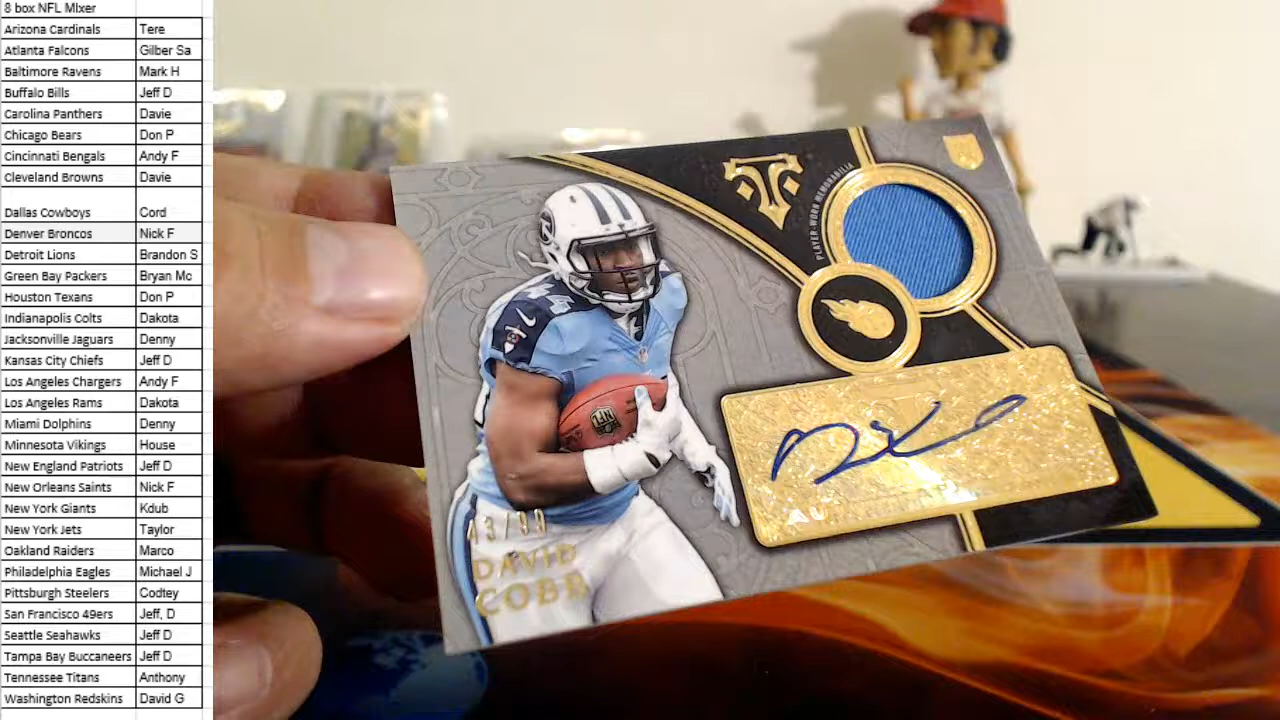 8 box NFL MIxer
Arizona Cardinals Tere
Atlanta Falcons Gilber Sa
Baltimore Ravens Mark H
Buffalo Bills Jeff D
Carolina Panthers Davie
Chicago Bears Don P
Cincinnati Bengals Andy F
Cleveland Browns Davie
Dallas Cowboys Cord
Denver Broncos Nick F
Detroit Lions Brandon S
Green Bay Packers Bryan Mc
Houston Texans Don P
Indianapolis Colts Dakota
Jacksonville Jaguars Denny
Kansas City Chiefs Jeff D
Los Angeles Chargers Andy F
Los Angeles Rams Dakota
Miami Dolphins Denny
Minnesota Vikings House
New England Patriots Jeff D
New Orleans Saints Nick F
New York Giants Kdub
New York Jets Taylor
Oakland Raiders Marco
Philadelphia Eagles Michael J
Pittsburgh Steelers Codtey
San Francisco 49ers Jeff, D
Seattle Seahawks Jeff D
Tampa Bay Buccaneers Jeff D
Tennessee Titans Anthony
Washington Redskins David G
PLAYER-WORN MEMORABILIA
44
NFL
DAVID
COBB